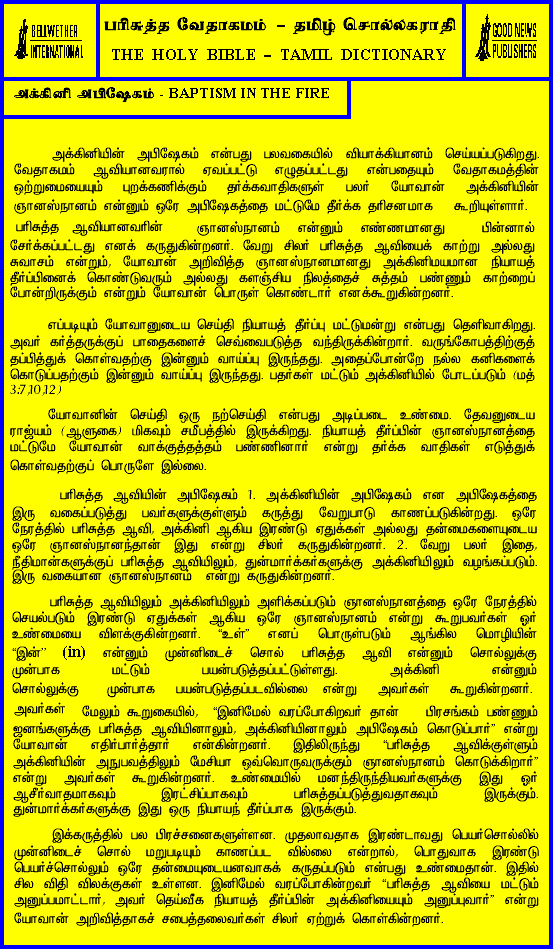 BELLWETHER
INTERNATIONAL
பரிசுத்த வேதாகமம் – தமிழ் சொல்லகராதி
THE HOLY BIBLE – TAMIL DICTIONARY
GOOD NEWS
PUBLISHERS
அக்கினி அபிஷேகம் - BAPTISM IN THE FIRE
அக்கினியின் அபிஷேகம் என்பது பலவகையில் வியாக்கியானம் செய்யப்படுகிறது.
வேதாகமம் ஆவியானவரால் ஏவப்பட்டு எழுதப்பட்டது என்பதையும் வேதாகமத்தின்
ஒற்றுமையையும் புறக்கணிக்கும் தர்க்கவாதிகளுள் பலர் யோவான் அக்கினியின்
ஞானஸ்நானம் என்னும் ஒரே அபிஷேகத்தை மட்டுமே தீர்க்க தரிசனமாக கூறியுள்ளார்.
பரிசுத்த ஆவியானவரின் ஞானஸ்நானம் என்னும் எண்ணமானது பின்னால்
சேர்க்கப்பட்டது எனக் கருதுகின்றனர். வேறு சிலர் பரிசுத்த ஆவியைக் காற்று அல்லது
சுவாசம் என்றும், யோவான் அறிவித்த ஞானஸ்நானமானது அக்கினிமயமான நியாயத்
தீர்ப்பினைக் கொண்டுவரும் அல்லது களஞ்சிய நிலத்தைச் சுத்தம் பண்ணும் காற்றைப்
போன்றிருக்கும் என்றும் யோவான் பொருள் கொண்டார் எனக்கூறுகின்றனர்.
எப்படியும் யோவானுடைய செய்தி நியாயத் தீர்ப்பு மட்டுமன்று என்பது தெளிவாகிறது.
அவர் கர்த்தருக்குப் பாதைகளைச் செவ்வைபடுத்த வந்திருக்கின்றார். வருங்கோபத்திற்குத்
தப்பித்துக் கொள்வதற்கு இன்னும் வாய்ப்பு இருந்தது. அதைப்போன்றே நல்ல கனிகளைக்
கொடுப்பதற்கும் இன்னும் வாய்ப்பு இருந்தது. பதர்கள் மட்டும் அக்கினியில் போடப்படும் (மத்
3:7,10,12)
யோவானின் செய்தி ஒரு நற்செய்தி என்பது அடிப்படை உண்மை. தேவனுடைய
ராஜ்யம் (ஆளுகை) மிகவும் சமீபத்தில் இருக்கிறது. நியாயத் தீர்ப்பின் ஞானஸ்நானத்தை
மட்டுமே யோவான் வாக்குத்தத்தம் பண்ணினார் என்று தர்க்க வாதிகள் எடுத்துக்
கொள்வதற்குப் பொருளே இல்லை.
பரிசுத்த ஆவியின் அபிஷேகம் 1. அக்கினியின் அபிஷேகம் என அபிஷேகத்தை
இரு வகைப்படுத்து பவர்களுக்குள்ளும் கருத்து வேறுபாடு காணப்படுகின்றது. ஒரே
நேரத்தில் பரிசுத்த ஆவி, அக்கினி ஆகிய இரண்டு ஏதுக்கள் அல்லது தன்மைகளையுடைய
ஒரே ஞானஸ்நானந்தான் இது என்று சிலர் கருதுகின்றனர். 2. வேறு பலர் இதை,
நீதிமான்களுக்குப் பரிசுத்த ஆவியிலும், துன்மார்க்கர்களுக்கு அக்கினியிலும் வழங்கப்படும்.
இரு வகையான ஞானஸ்நானம் என்று கருதுகின்றனர்.
பரிசுத்த ஆவியிலும் அக்கினியிலும் அளிக்கப்படும் ஞானஸ்நானத்தை ஒரே நேரத்தில்
செயல்படும் இரண்டு ஏதுக்கள் ஆகிய ஒரே ஞானஸ்நானம் என்று கூறுபவர்கள் ஓர்
உண்மையை விளக்குகின்றனர். “உள்” எனப் பொருள்படும் ஆங்கில மொழியின்
“இன்” (in) என்னும் முன்னிடைச் சொல் பரிசுத்த ஆவி என்னும் சொல்லுக்கு
முன்பாக மட்டும் பயன்படுத்தப்பட்டுள்ளது. அக்கினி என்னும்
சொல்லுக்கு முன்பாக பயன்படுத்தப்படவில்லை என்று அவர்கள் கூறுகின்றனர்.
அவர்கள் மேலும் கூறுகையில், “இனிமேல் வரப்போகிறவர் தான் பிரசங்கம் பண்ணும்
ஜனங்களுக்கு பரிசுத்த ஆவியினாலும், அக்கினியினாலும் அபிஷேகம் கொடுப்பார்” என்று
யோவான் எதிர்பார்த்தார் என்கின்றனர். இதிலிருந்து “பரிசுத்த ஆவிக்குள்ளும்
அக்கினியின் அநுபவத்திலும் மேசியா ஒவ்வொருவருக்கும் ஞானஸ்நானம் கொடுக்கிறார்”
என்று அவர்கள் கூறுகின்றனர். உண்மையில் மனந்திருந்தியவர்களுக்கு இது ஓர்
ஆசீர்வாதமாகவும் இரட்சிப்பாகவும் பரிசுத்தப்படுத்துவதாகவும் இருக்கும்.
துன்மார்க்கர்களுக்கு இது ஒரு நியாயந் தீர்ப்பாக இருக்கும்.
இக்கருத்தில் பல பிரச்சனைகளுள்ளன. முதலாவதாக இரண்டாவது பெயர்சொல்லில்
முன்னிடைச் சொல் மறுபடியும் காணப்பட வில்லை என்றால், பொதுவாக இரண்டு
பெயர்ச்சொல்லும் ஒரே தன்மையுடையனவாகக் கருதப்படும் என்பது உண்மைதான். இதில்
சில விதி விலக்குகள் உள்ளன. இனிமேல் வரப்போகின்றவர் “பரிசுத்த ஆவியை மட்டும்
அனுப்பமாட்டார், அவர் தெய்வீக நியாயத் தீர்ப்பின் அக்கினியையும் அனுப்புவார்” என்று
யோவான் அறிவித்தாகச் சபைத்தலைவர்கள் சிலர் ஏற்றுக் கொள்கின்றனர்.